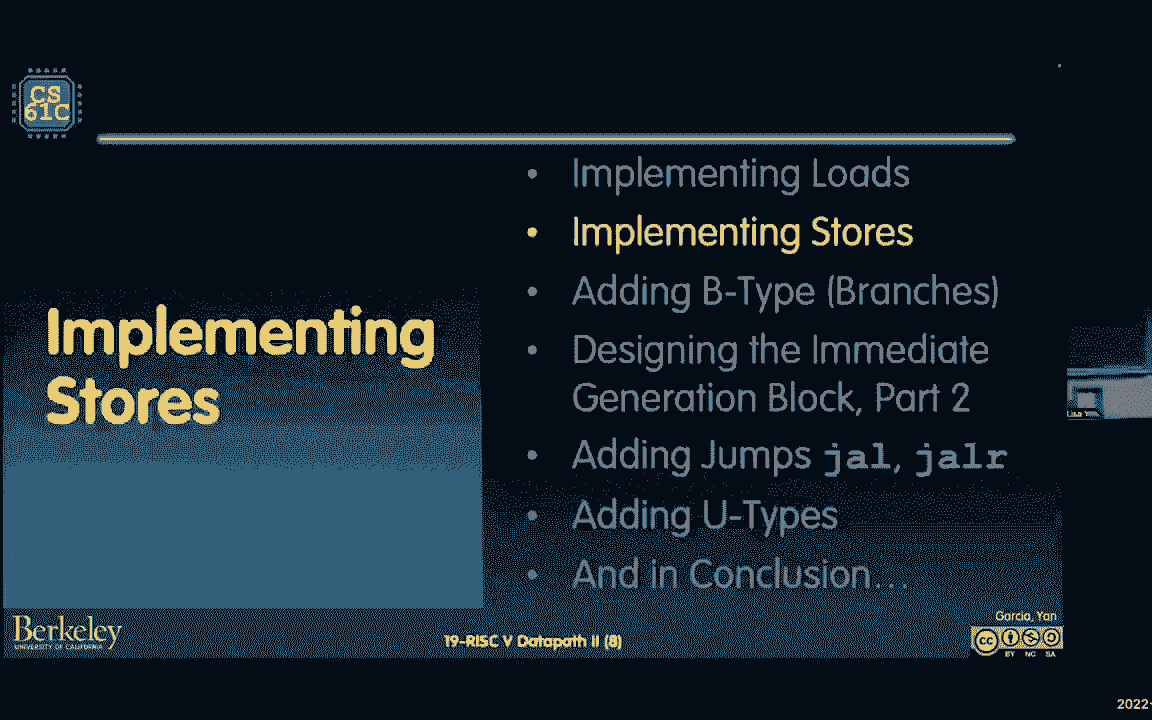 CS
61C
• Implementing Loads
• Implementing Stores
• Adding B-Type (Branches)
• Designing the Immediate
Generation Block, Part 2
• Adding Jumps jal, jalr
• Adding U-Types
• And in Conclusion...
Implementing
Stores
Berkeley
UNIVERSITY OF CALIFORNIA
19-RISC V Datapath II (8)
Garcia, Yan
cc
BY NC SA
2022-